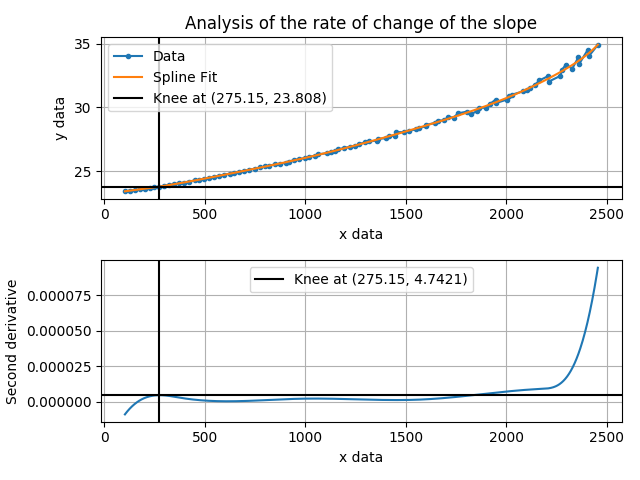 Analysis of the rate of change of the slope
35
30
25
y data
Data
Spline Fit
Knee at (275.15, 23.808)
0 500 1000 1500 2000 2500
x data
Second derivative
0.000075
0.000050
0.000025
0.000000
Knee at (275.15, 4.7421)
0 500 1000 1500 2000 2500
x data